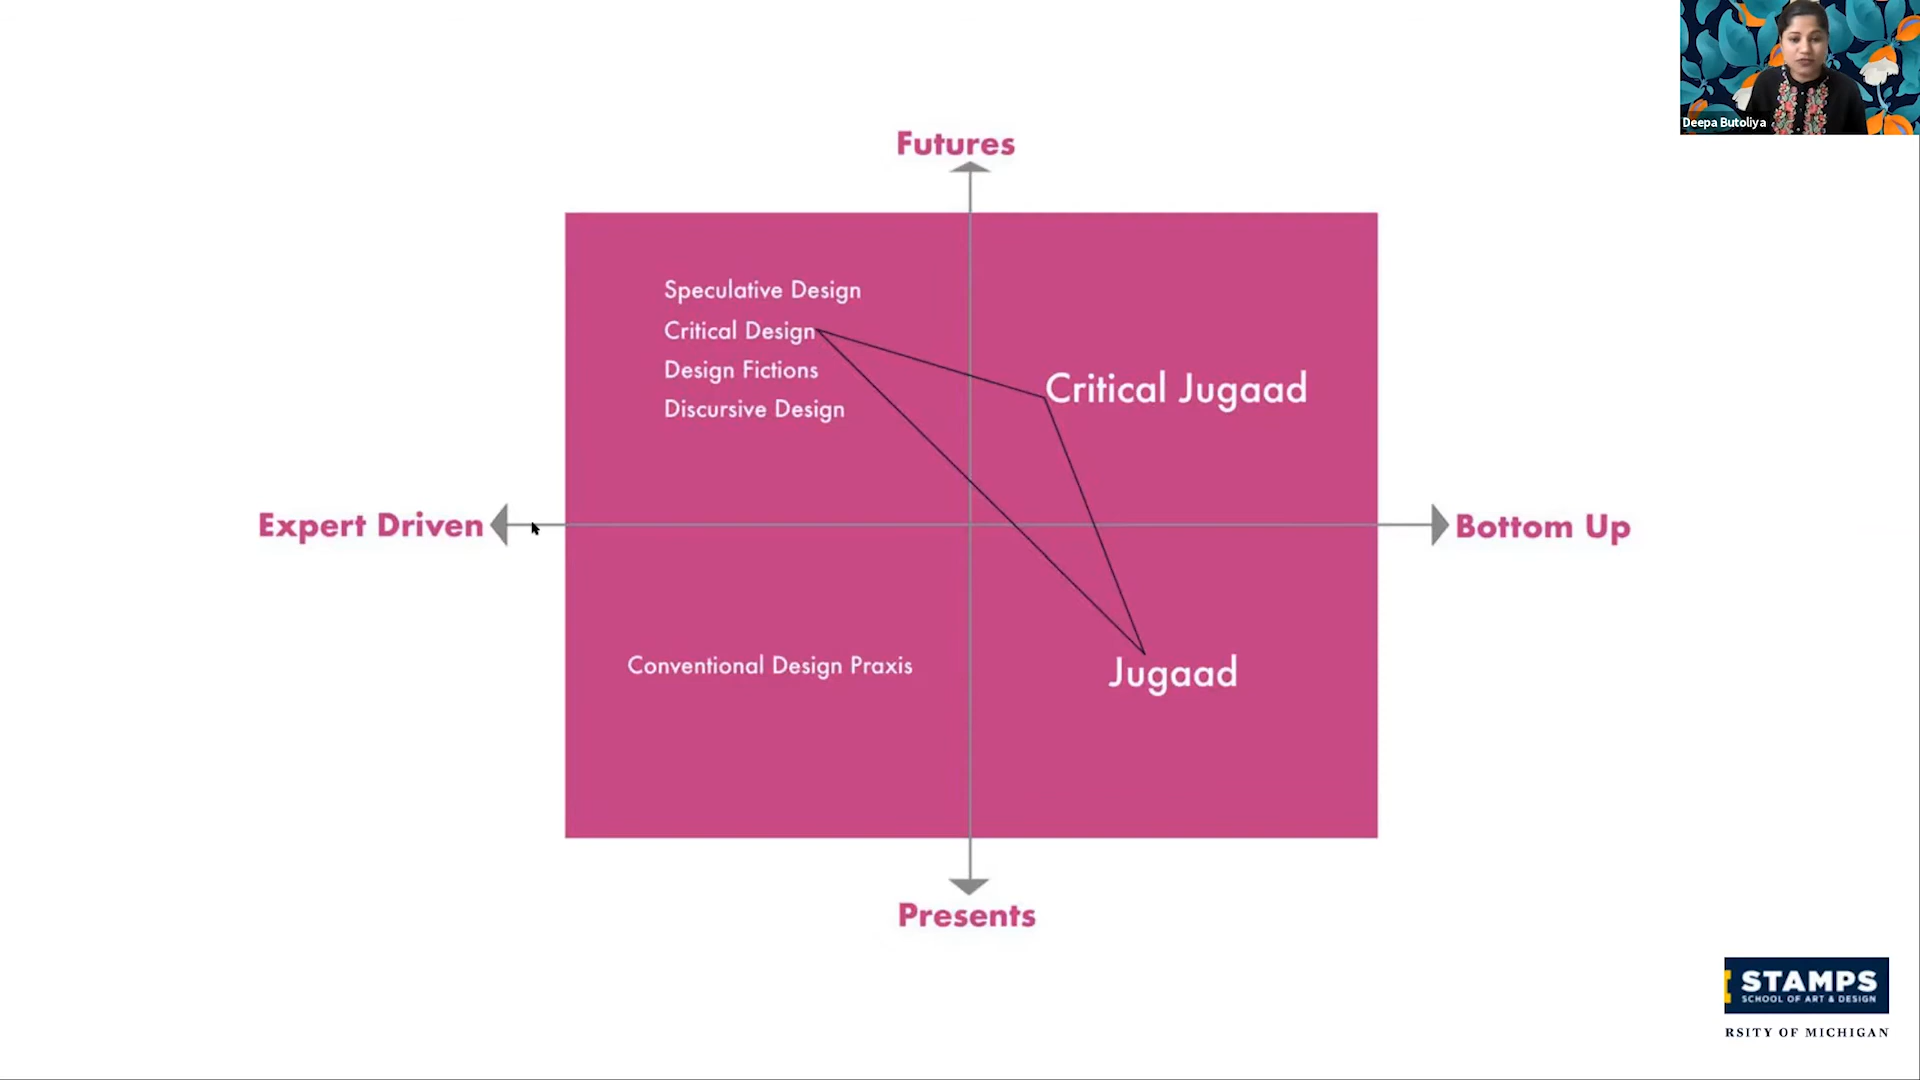 Deepa Butoliya
Futures
Speculative Design
Critical Design
Design Fictions
Discursive Design
Critical Jugaad
Expert Driven
Bottom Up
Conventional Design Praxis
Jugaad
Presents
STAMPS
SCHOOL OF ART & DESIGN
RSITY OF MICHIGAN